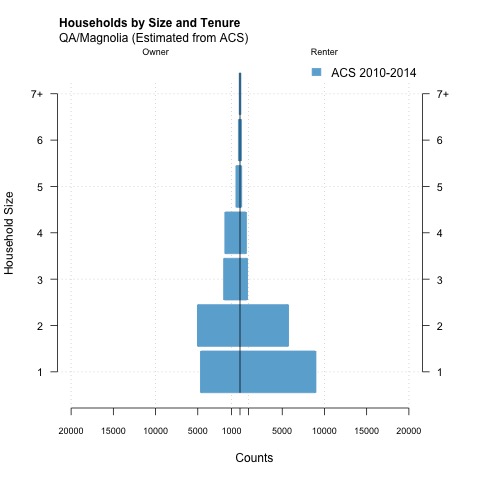 Households by Size and Tenure
QA/Magnolia (Estimated from ACS)
Owner Renter
ACS 2010-2014
7+ 7+
6 6
5 5
4 4
3 3
2 2
1 1
Household Size
20000 15000 10000 5000 1000 5000 10000 15000 20000
Counts